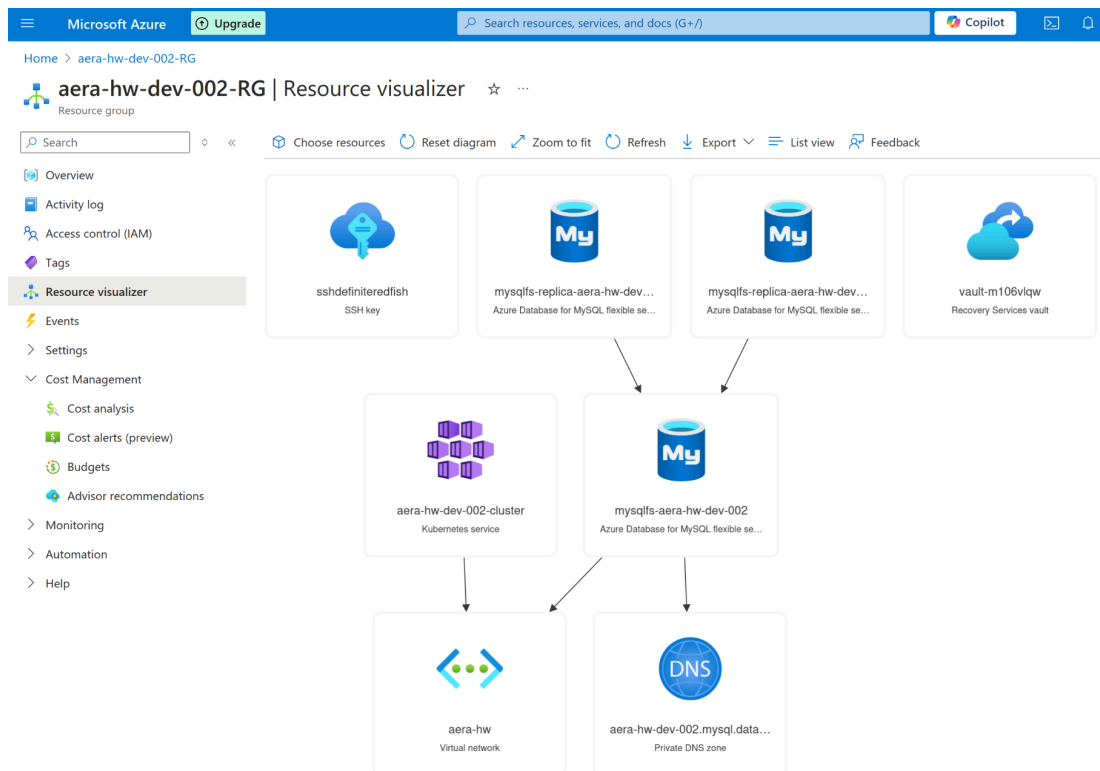 Microsoft Azure
Upgrade
Search resources, services, and docs (G+/)
Copilot
Home > aera-hw-dev-002-RG
aera-hw-dev-002-RG | Resource visualizer
Resource group
Search
Choose resources
Reset diagram
Zoom to fit
Refresh
Export
List view
Feedback
Overview
Activity log
Access control (IAM)
Tags
Resource visualizer
Events
Settings
Cost Management
Cost analysis
Cost alerts (preview)
Budgets
Advisor recommendations
Monitoring
Automation
Help
sshdefiniteredfish
SSH key
My
mysqlfs-replica-aera-hw-dev...
Azure Database for MySQL flexible se...
My
mysqlfs-replica-aera-hw-dev...
Azure Database for MySQL flexible se...
vault-m106vlqw
Recovery Services vault
aera-hw-dev-002-cluster
Kubernetes service
My
mysqlfs-aera-hw-dev-002
Azure Database for MySQL flexible se...
aera-hw
Virtual network
DNS
aera-hw-dev-002.mysql.data...
Private DNS zone